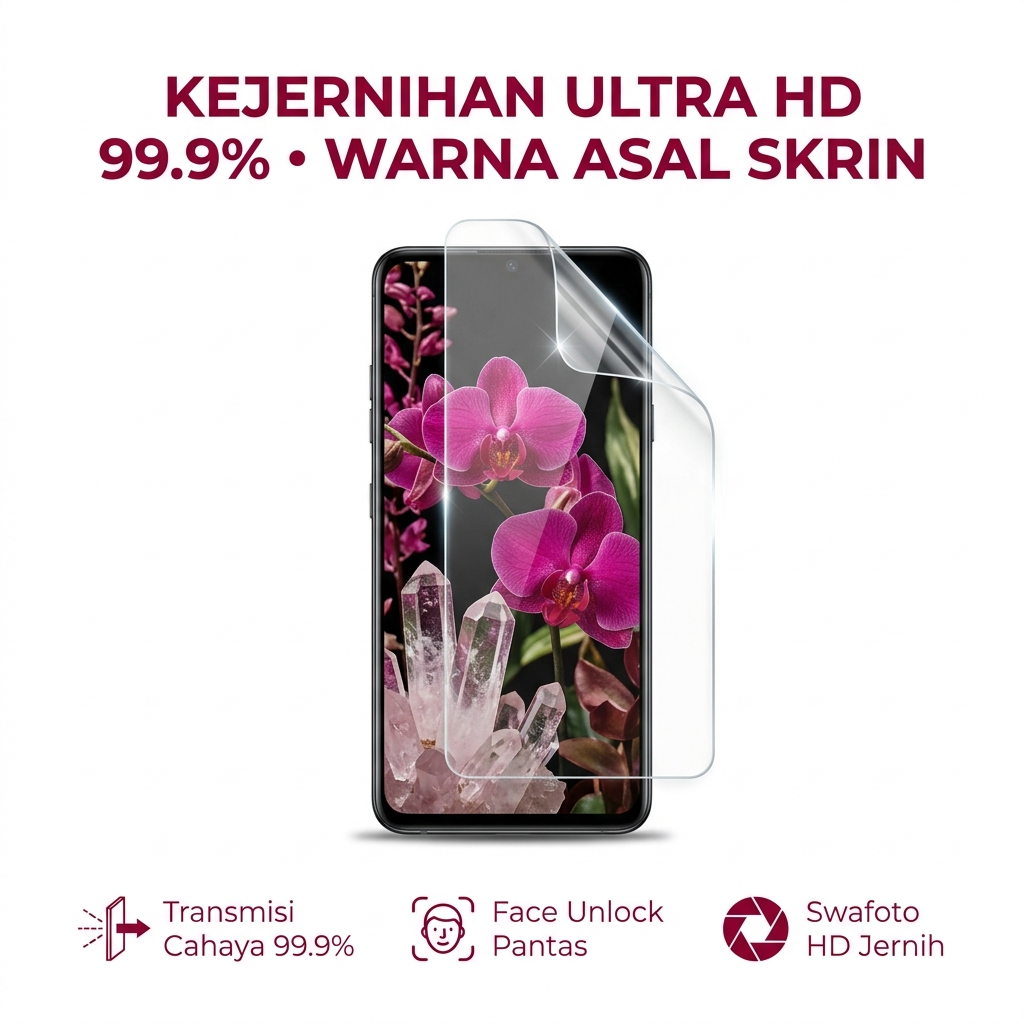 KEJERNIHAN ULTRA HD
99.9% • WARNA ASAL SKRIN
Transmisi
Cahaya 99.9%
Face Unlock
Pantas
Swafoto
HD Jernih